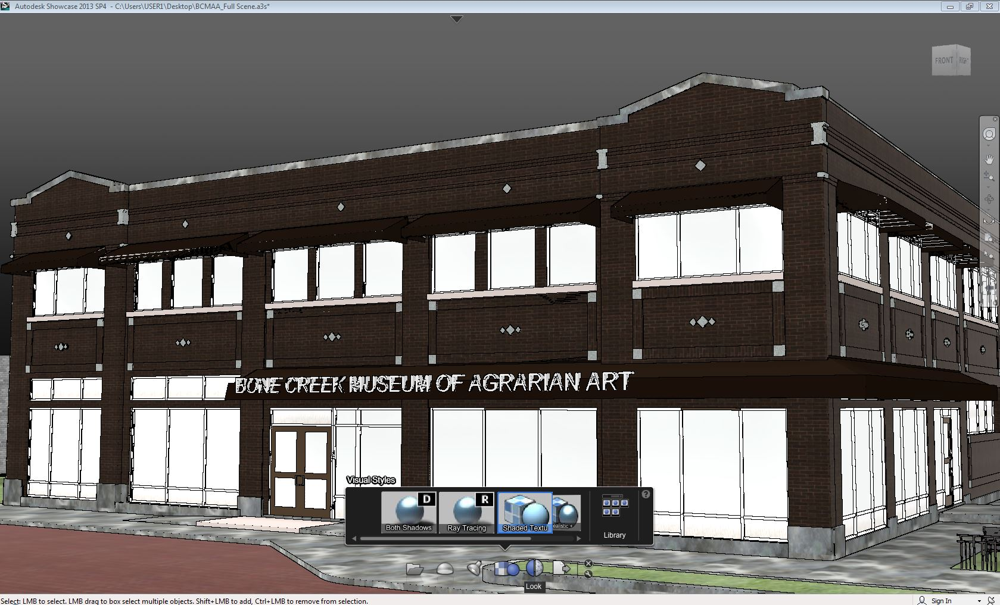 Autodesk Showcase 2013 SP4 - C:\Users\USER1\Desktop\BCMAA_Full Scene.a3s*
FRONT RIGHT
BONE CREEK MUSEUM OF AGRARIAN ART
Visual Styles
D
R
?
Both Shadows
Ray Tracing
Shaded Textu
ealistic +
Library
Look
Select: LMB to select. LMB drag to box select multiple objects. Shift+LMB to add, Ctrl+LMB to remove from selection.
Sign In